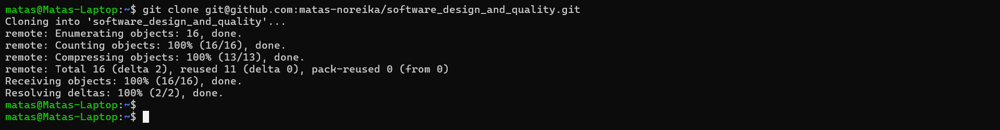 matas@Matas-Laptop:~$ git clone git@github.com:matas-noreika/software_design_and_quality.git
Cloning into 'software_design_and_quality'...
remote: Enumerating objects: 16, done.
remote: Counting objects: 100% (16/16), done.
remote: Compressing objects: 100% (13/13), done.
remote: Total 16 (delta 2), reused 11 (delta 0), pack-reused 0 (from 0)
Receiving objects: 100% (16/16), done.
Resolving deltas: 100% (2/2), done.
matas@Matas-Laptop:~$
matas@Matas-Laptop:~$